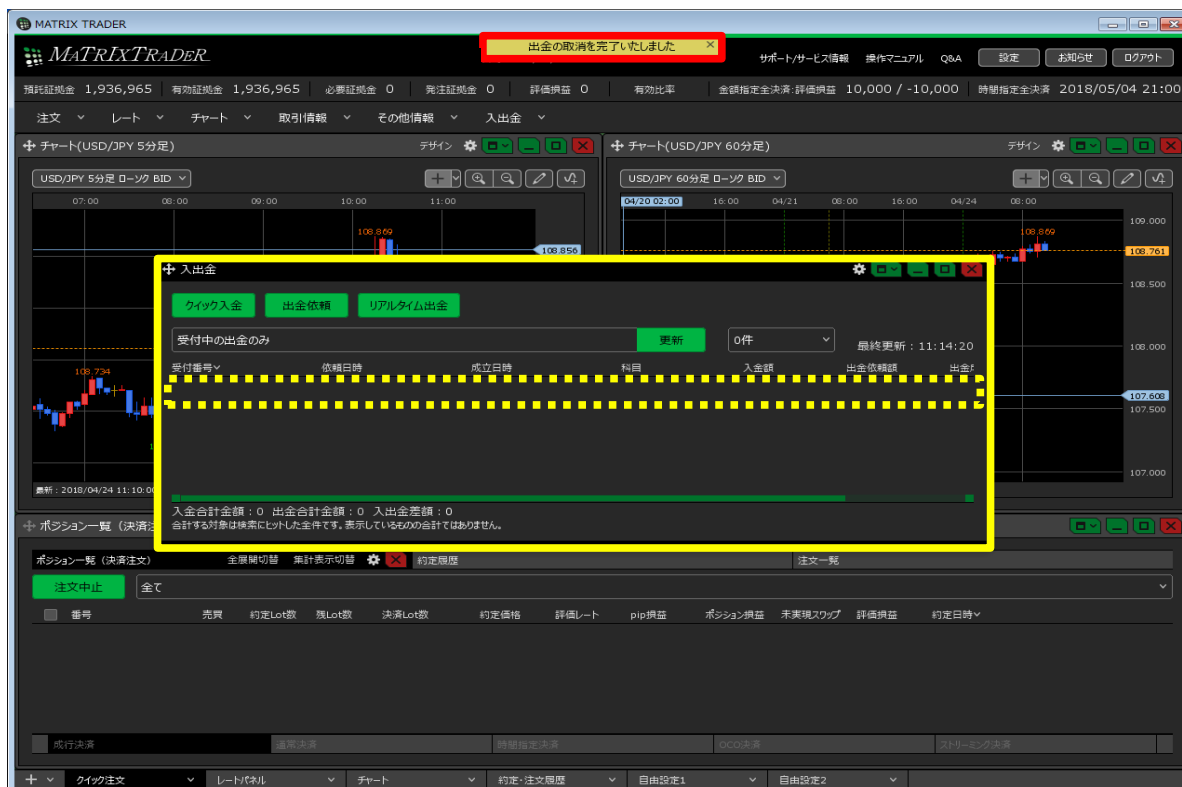 MATRIX TRADER
MATRIXTRADER
出金の取消を完了いたしました ×
サポート/サービス情報 操作マニュアル Q&A 設定 お知らせ ログアウト
預託証拠金 1,936,965 有効証拠金 1,936,965 必要証拠金 0 発注証拠金 0 評価損益 0 有効比率 金額指定全決済:評価損益 10,000 / -10,000 時間指定全決済 2018/05/04 21:00
注文 レート チャート 取引情報 その他情報 入出金
チャート(USD/JPY 5分足) デザイン
チャート(USD/JPY 60分足) デザイン
USD/JPY 5分足 ローソク BID
USD/JPY 60分足 ローソク BID
07:00 08:00 09:00 10:00 11:00
04/20 02:00 16:00 04/21 08:00 16:00 04/24 08:00
108.869
108.856
108.734
最新:2018/04/24 11:10:00
108.869
109.000
108.761
108.500
108.000
107.608
107.500
107.000
入出金
クイック入金 出金依頼 リアルタイム出金
受付中の出金のみ 更新 0件 最終更新:11:14:20
受付番号 依頼日時 成立日時 科目 入金額 出金依頼額
入金合計金額:0 出金合計金額:0 入出金差額:0
合計する対象は検索にヒットした全件です。表示しているものの合計ではありません。
ポジション一覧(決済注
ポジション一覧(決済注文) 全展開切替 集計表示切替 約定履歴 注文一覧
注文中止 全て
番号 売買 約定Lot数 残Lot数 決済Lot数 約定価格 評価レート pip損益 ポジション損益 未実現スワップ 評価損益 約定日時
成行決済 通常決済 時間指定決済 OCO決済 ストリーミング決済
クイック注文 レートパネル チャート 約定・注文履歴 自由設定1 自由設定2